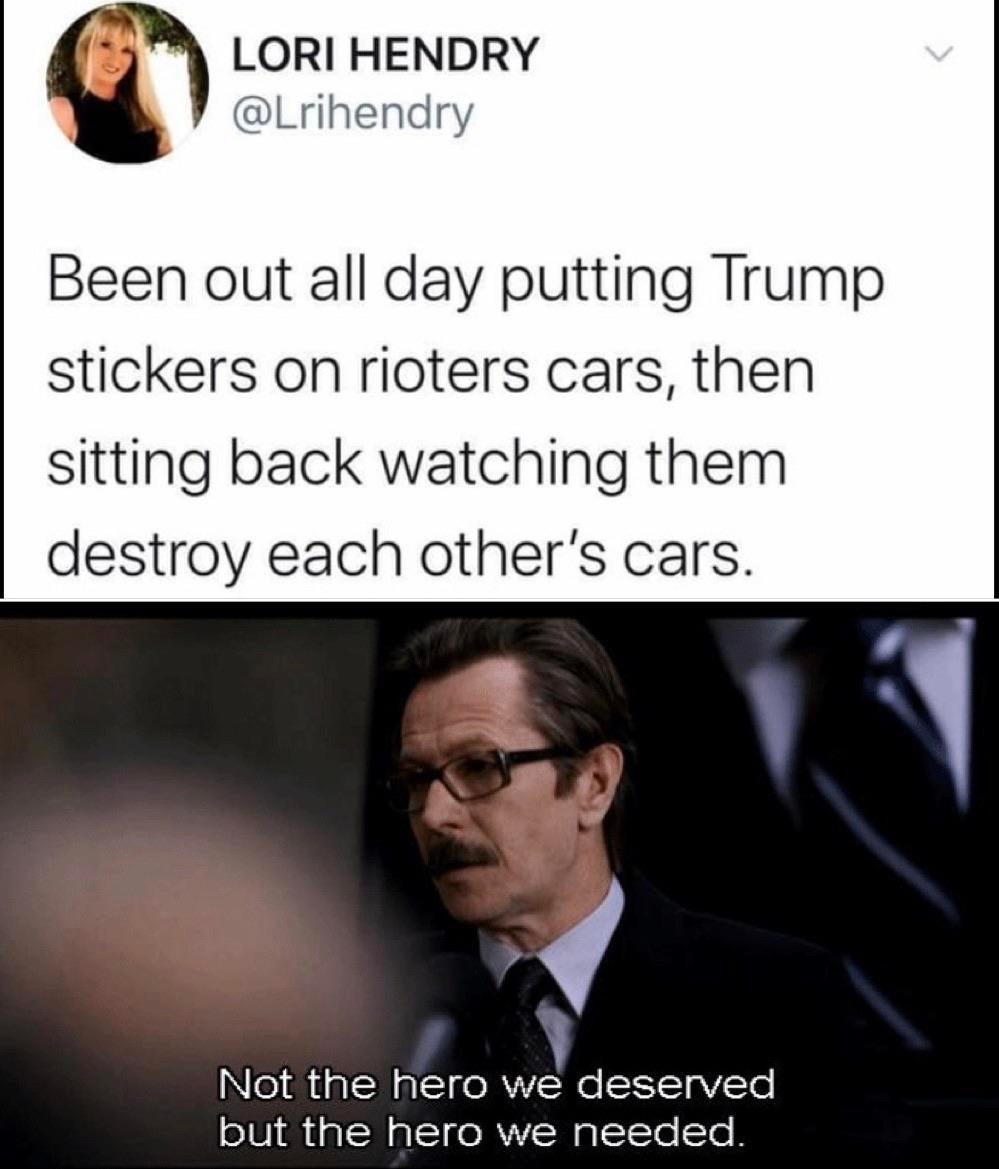 LORI HENDRY
@Lrihendry
Been out all day putting Trump
stickers on rioters cars, then
sitting back watching them
destroy each other's cars.
Not the hero we deserved
but the hero we needed.